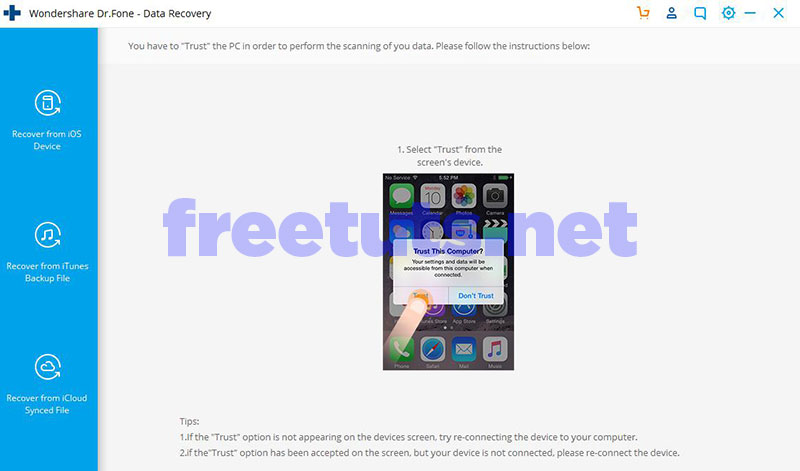 Wondershare Dr.Fone - Data Recovery
You have to "Trust" the PC in order to perform the scanning of you data. Please follow the instructions below:
Recover from iOS
Device
Recover from iTunes
Backup File
Recover from iCloud
Synced File
1. Select "Trust" from the
screen's device.
No Service
5:52 PM
Monday
10
Messages
Calendar
Photos
Camera
freetuts.net
Trust This Computer?
Your settings and data will be
accessible from this computer when
connected.
Trust
Don't Trust
iTunes Store
App Store
Settings
Phone
Safari
Mail
Music
Tips:
1.If the "Trust" option is not appearing on the devices screen, try re-connecting the device to your computer.
2.if the"Trust" option has been accepted on the screen, but your device is not connected, please re-connect the device.